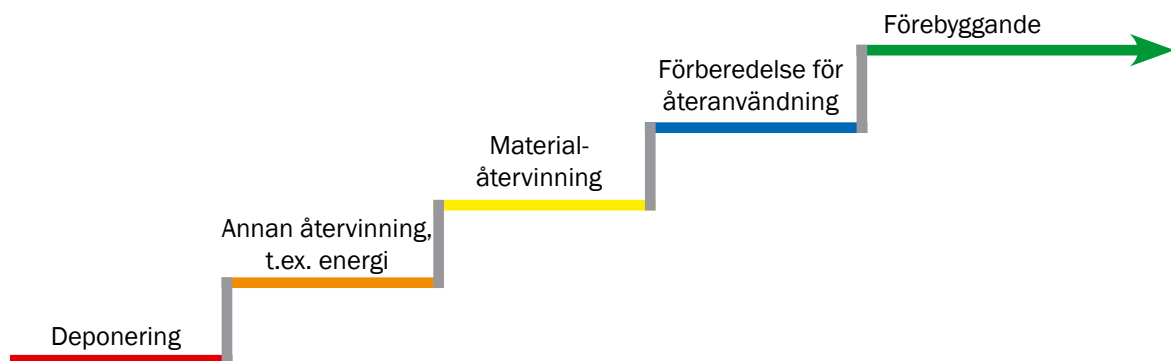 Förebyggande
Förberedelse för
återanvändning
Material-
återvinning
Annan återvinning,
t.ex. energi
Deponering